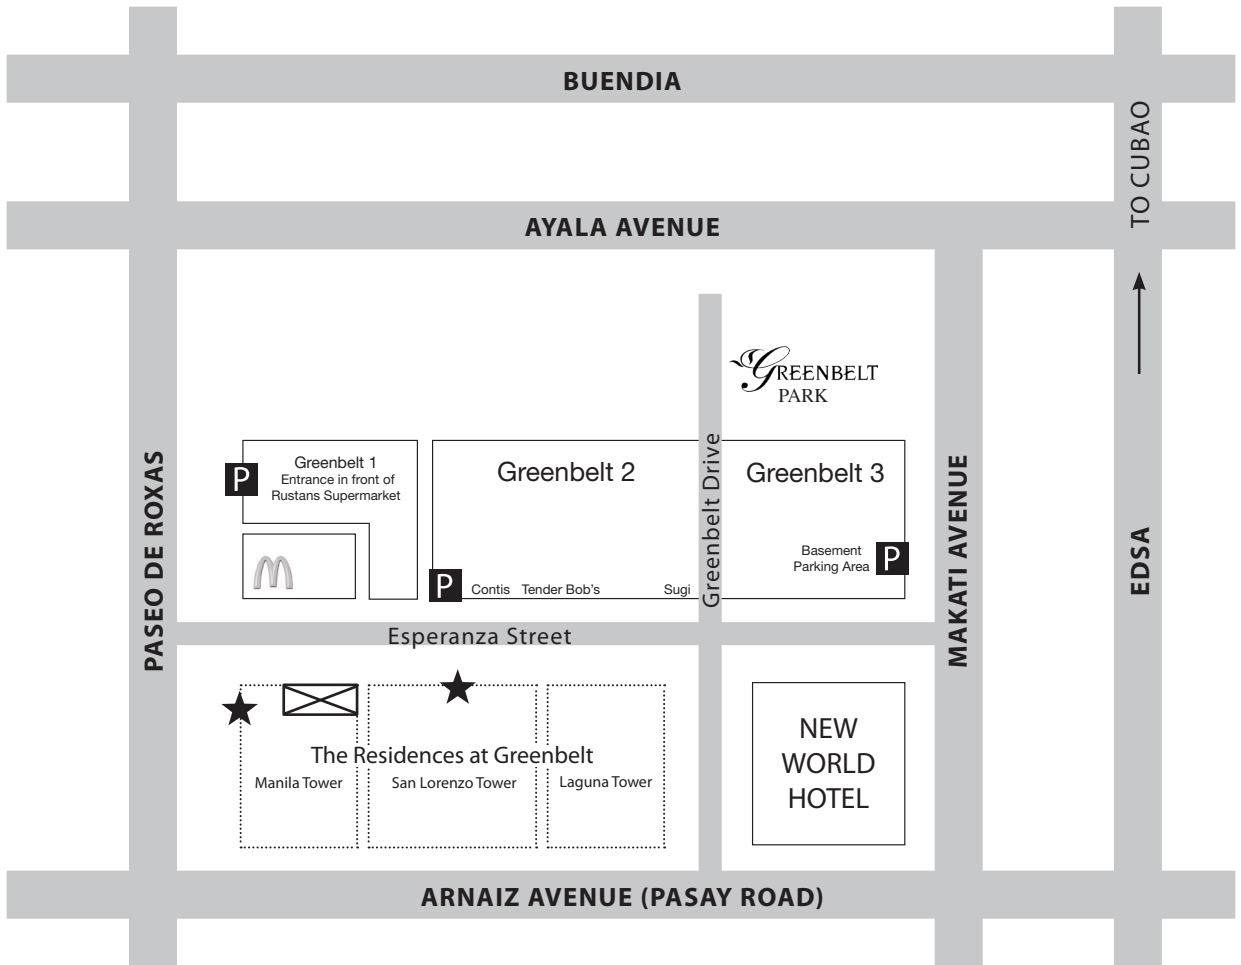 BUENDIA
TO CUBAO
AYALA AVENUE
GREENBELT
PARK
PASEO DE ROXAS
P
Greenbelt 1
Entrance in front of
Rustans Supermarket
Greenbelt 2
Greenbelt Drive
Greenbelt 3
MAKATI AVENUE
EDSA
Basement
Parking Area
P
P
Contis
Tender Bob's
Sugi
Esperanza Street
The Residences at Greenbelt
Manila Tower
San Lorenzo Tower
Laguna Tower
NEW
WORLD
HOTEL
ARNAIZ AVENUE (PASAY ROAD)